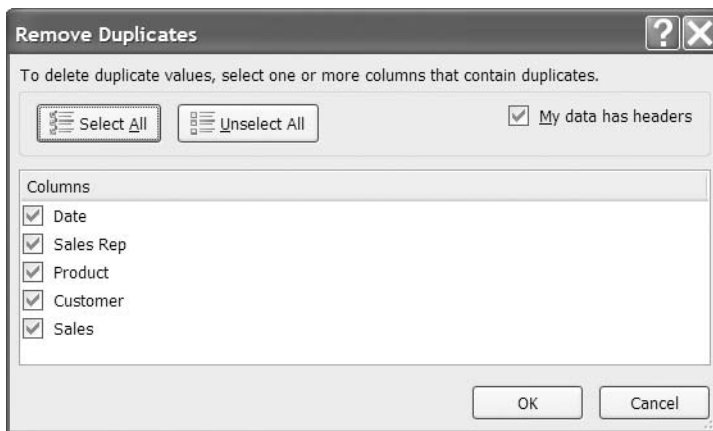 Remove Duplicates
To delete duplicate values, select one or more columns that contain duplicates.
Select All
Unselect All
My data has headers
Columns
Date
Sales Rep
Product
Customer
Sales
OK
Cancel